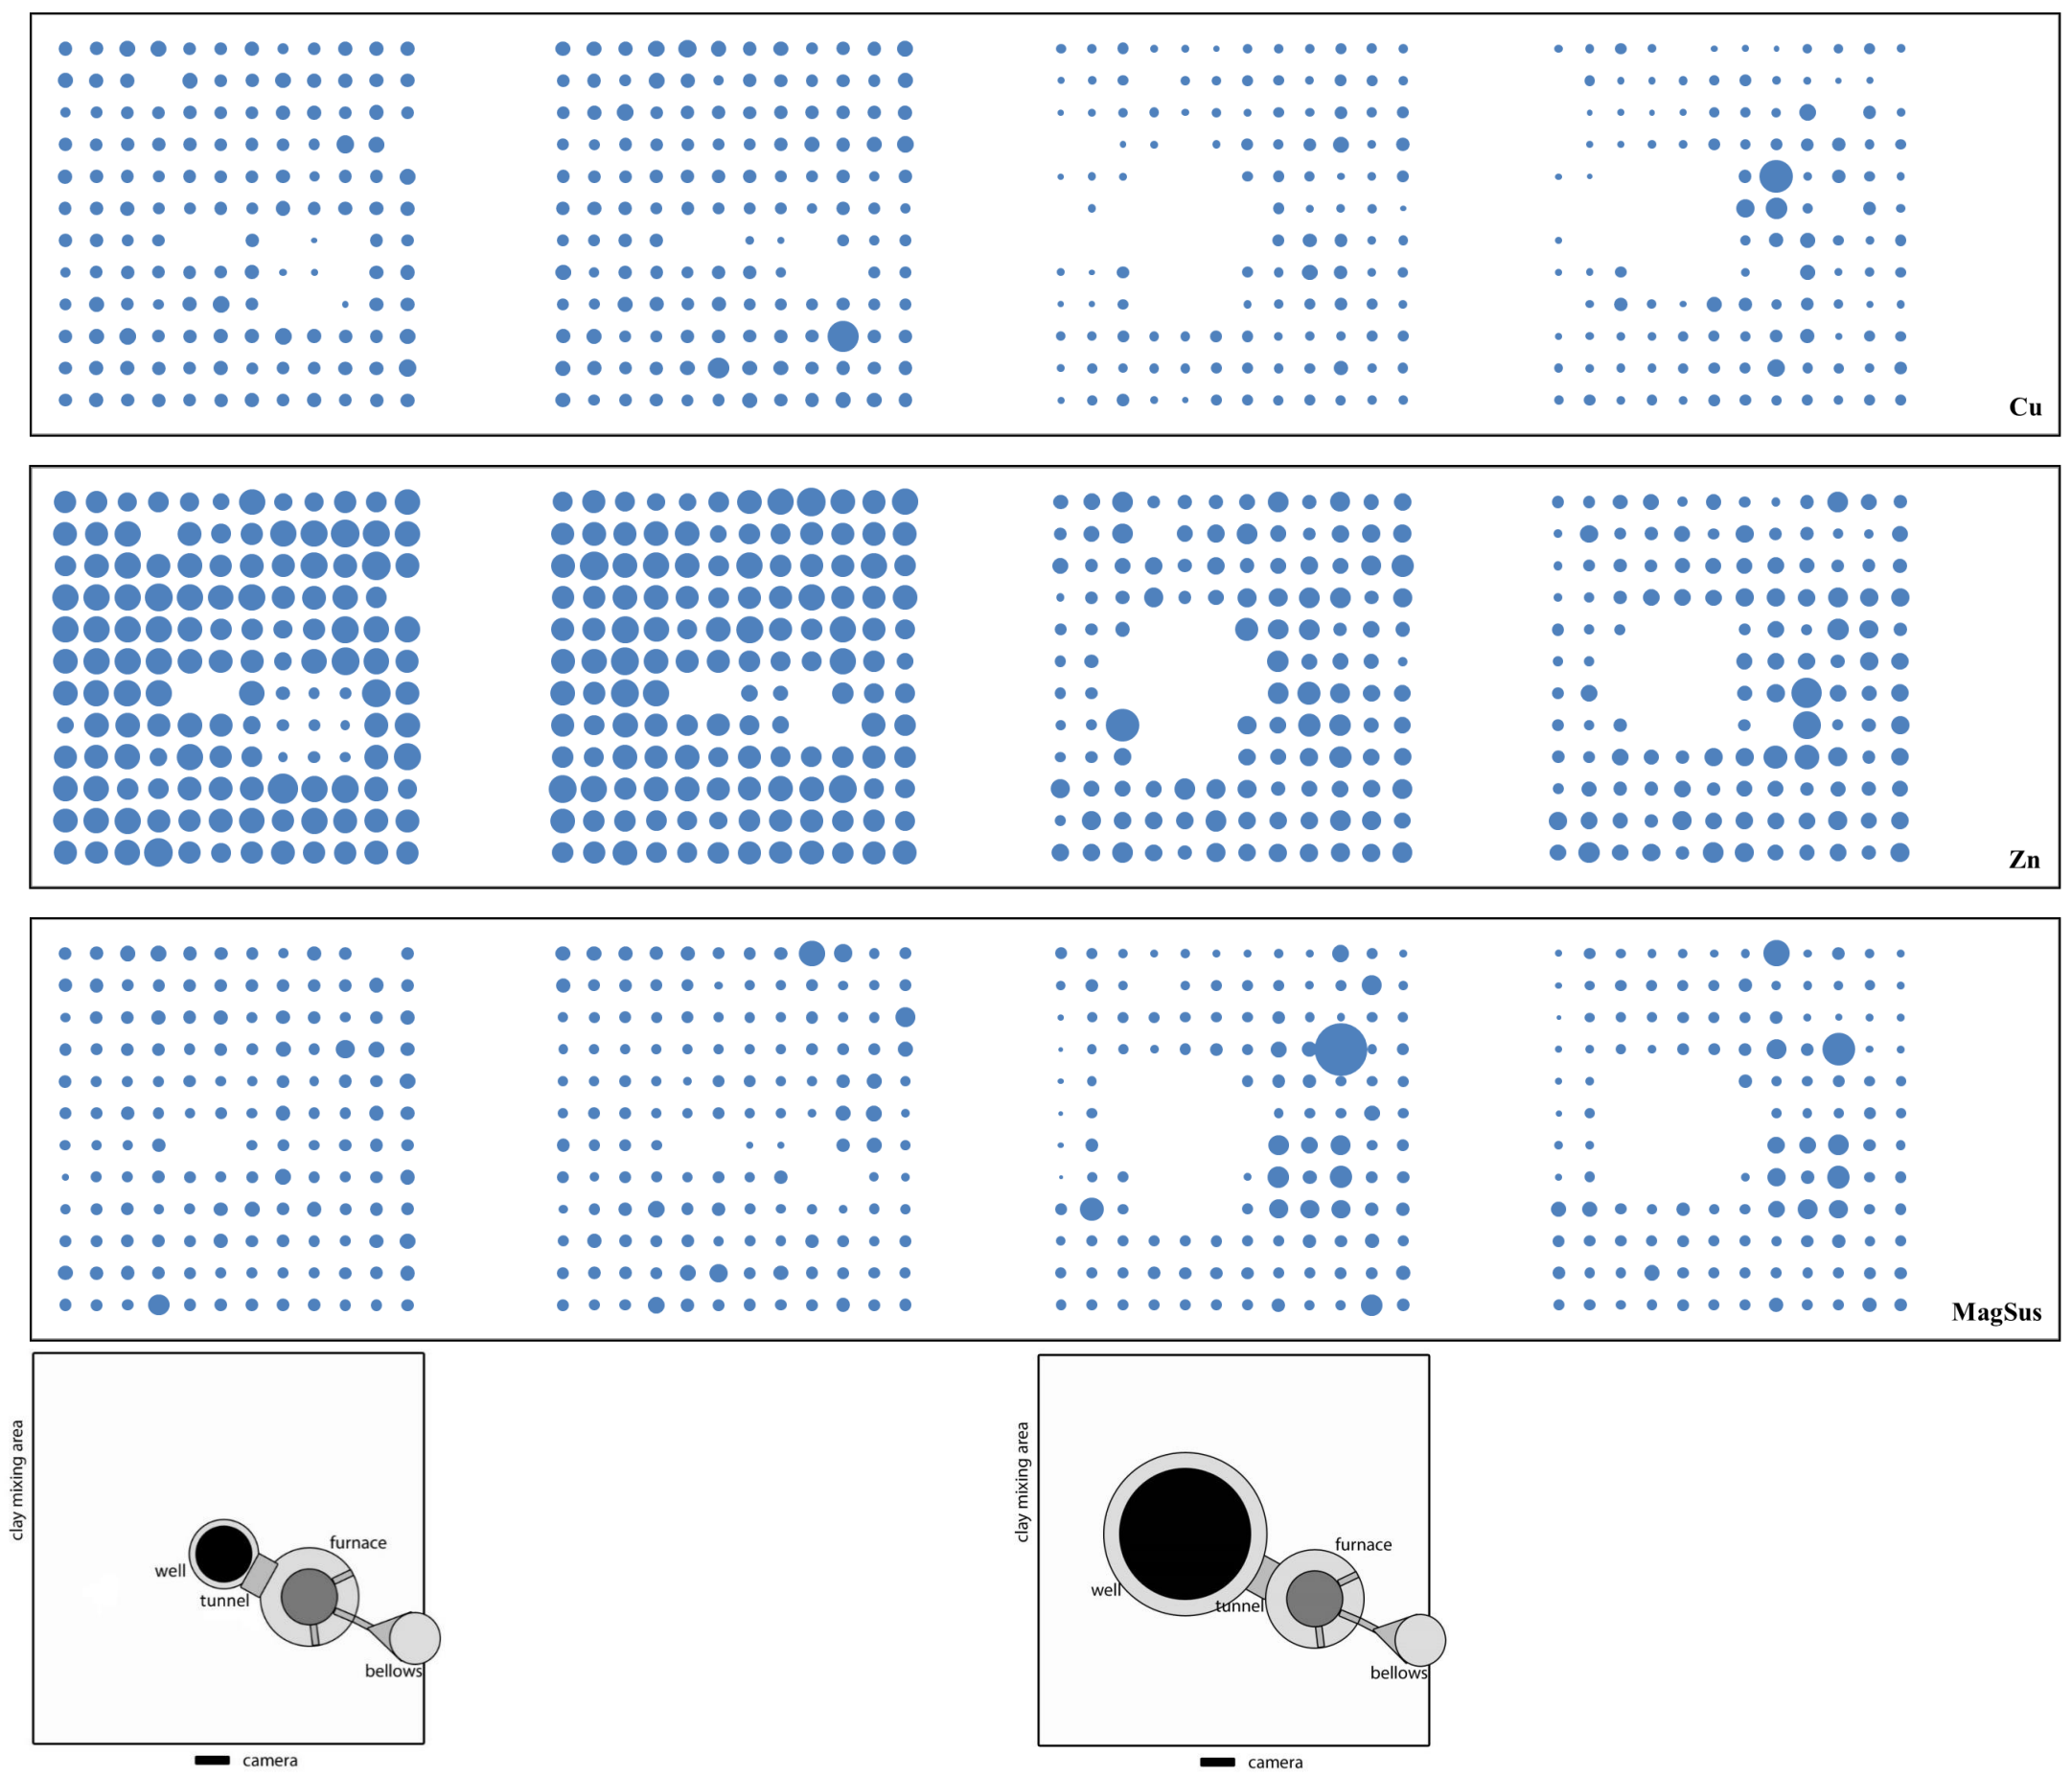 Cu
Zn
MagSus
clay mixing area
furnace
well
tunnel
bellows
camera
clay mixing area
furnace
well
tunnel
bellows
camera